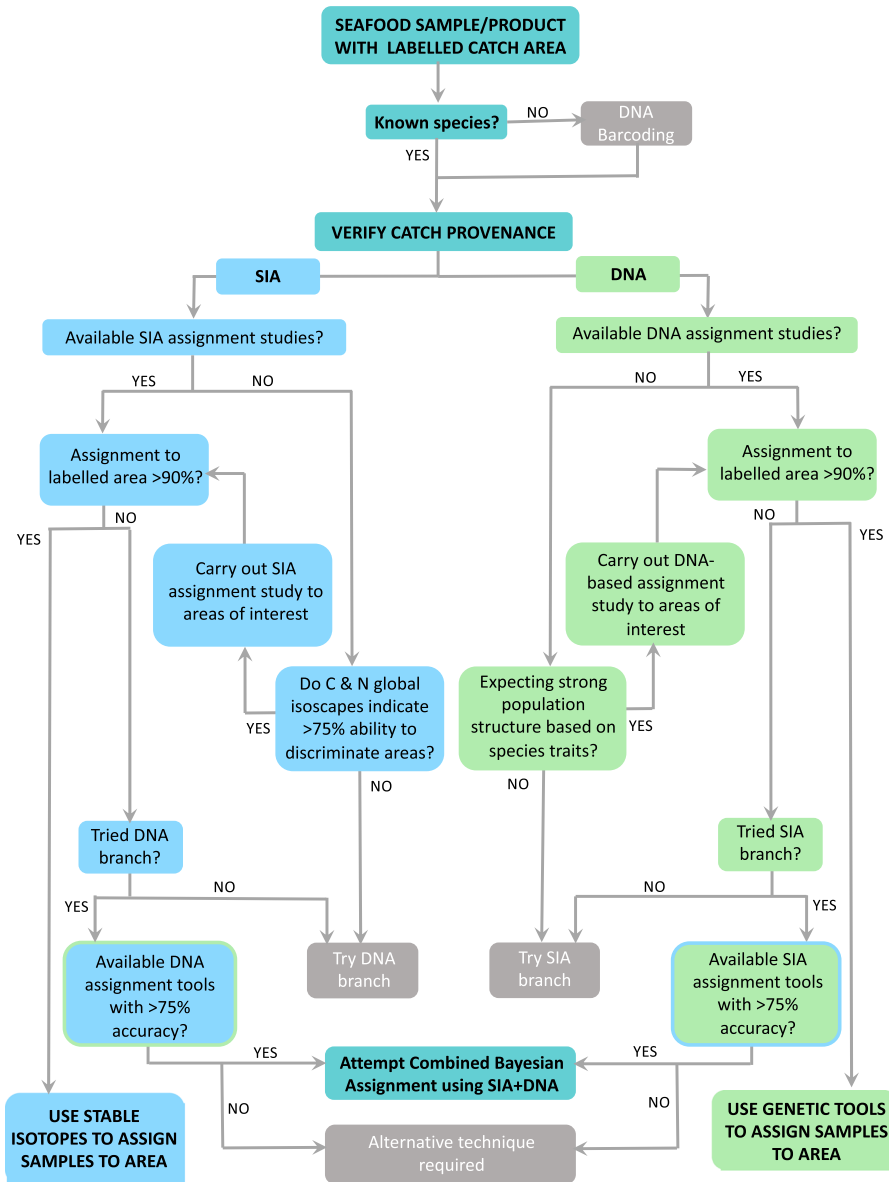 SEAFOOD SAMPLE/PRODUCT
WITH LABELLED CATCH AREA
Known species?
NO
DNA
Barcoding
YES
VERIFY CATCH PROVENANCE
SIA
DNA
Available SIA assignment studies?
Available DNA assignment studies?
YES
NO
NO
YES
Assignment to
labelled area >90%?
Assignment to
labelled area >90%?
YES
NO
NO
YES
Carry out SIA
assignment study to
areas of interest
Carry out DNA-
based assignment
study to areas of
interest
Do C & N global
isoscapes indicate
>75% ability to
discriminate areas?
Expecting strong
population
structure based on
species traits?
YES
YES
NO
NO
Tried DNA
branch?
Tried SIA
branch?
YES
NO
NO
YES
Available DNA
assignment tools
with >75%
accuracy?
Try DNA
branch
Try SIA
branch
Available SIA
assignment tools
with >75%
accuracy?
YES
Attempt Combined Bayesian
Assignment using SIA+DNA
YES
NO
NO
USE STABLE
ISOTOPES TO ASSIGN
SAMPLES TO AREA
Alternative technique
required
USE GENETIC TOOLS
TO ASSIGN SAMPLES
TO AREA